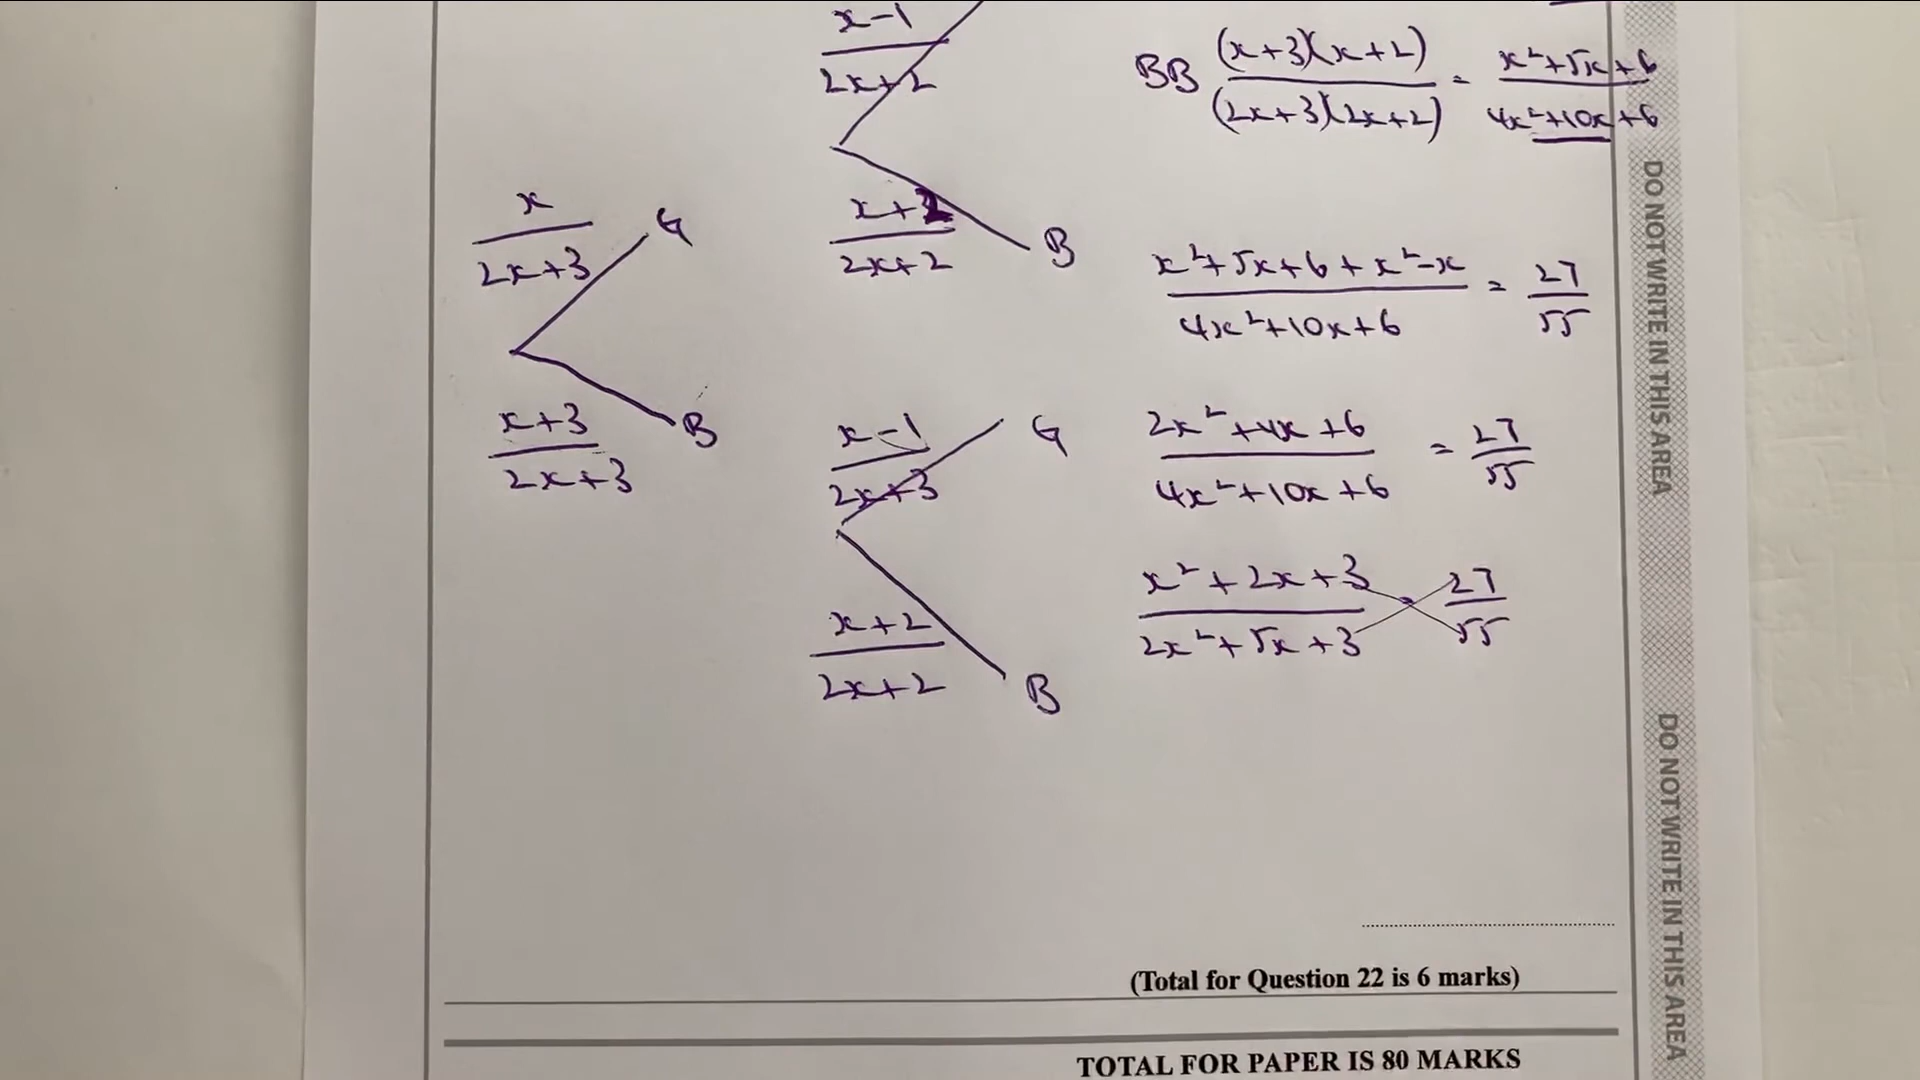 x-1
2x+2
x
2x+3
G
x+3
2x+3
B
x+2
2x+2
B
x-1
2x+3
G
x+2
2x+2
B
BB (x+3)(x+2) = x²+5x+6
(2x+3)(2x+2) 4x²+10x+6
x²+5x+6+x²-x = 27
4x²+10x+6 55
2x²+4x+6 = 27
4x²+10x+6 55
x²+2x+3 = 27
2x²+5x+3 55
(Total for Question 22 is 6 marks)
TOTAL FOR PAPER IS 80 MARKS
DO NOT WRITE IN THIS AREA
DO NOT WRITE IN THIS AREA